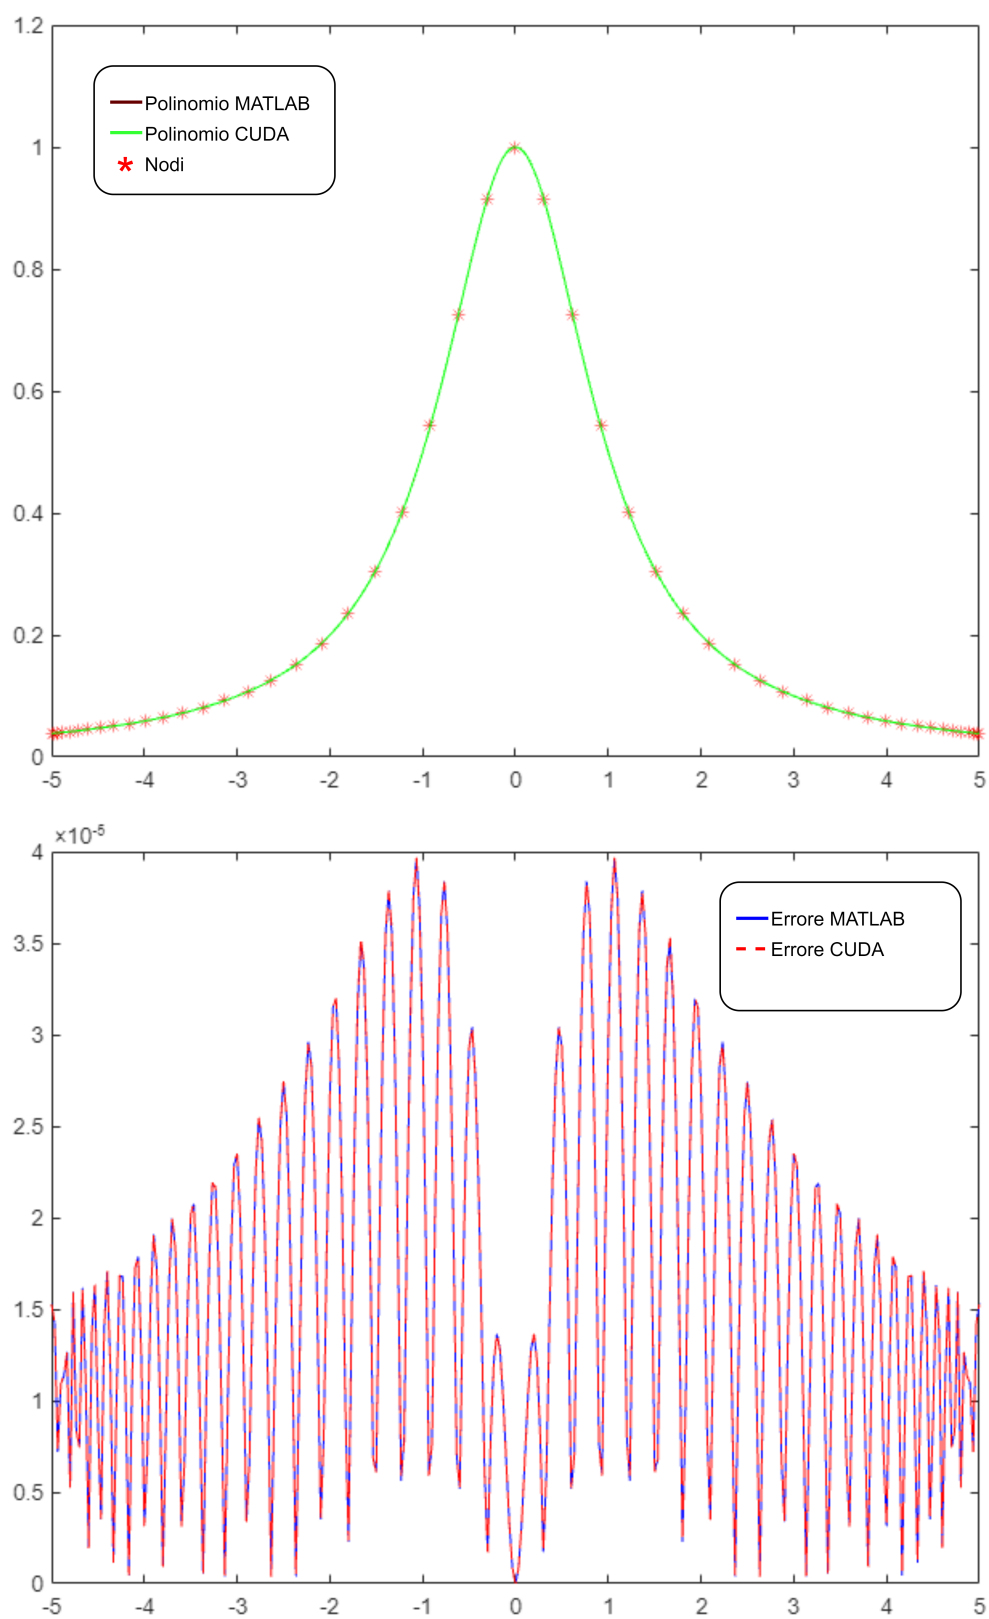 1.2
Polinomio MATLAB
Polinomio CUDA
Nodi
1
0.8
0.6
0.4
0.2
0
-5 -4 -3 -2 -1 0 1 2 3 4 5
×10-5
4
Errore MATLAB
Errore CUDA
3.5
3
2.5
2
1.5
1
0.5
0
-5 -4 -3 -2 -1 0 1 2 3 4 5